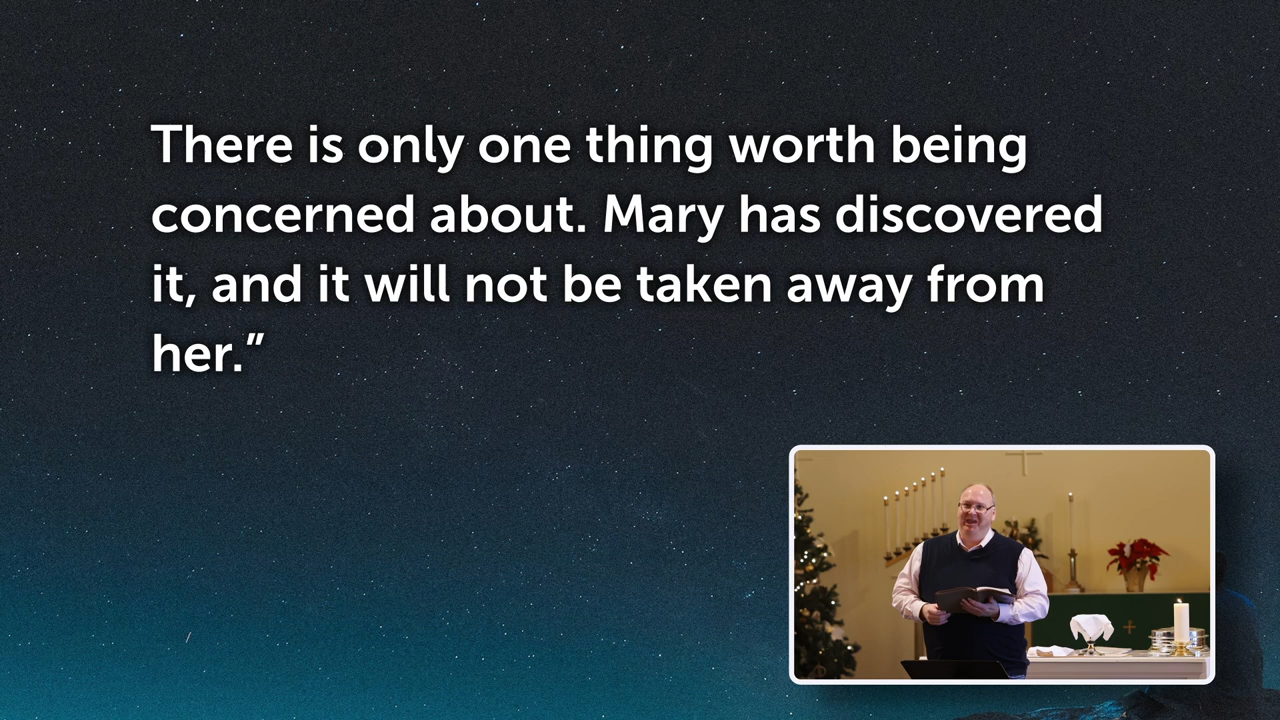 There is only one thing worth being
concerned about. Mary has discovered
it, and it will not be taken away from
her.”